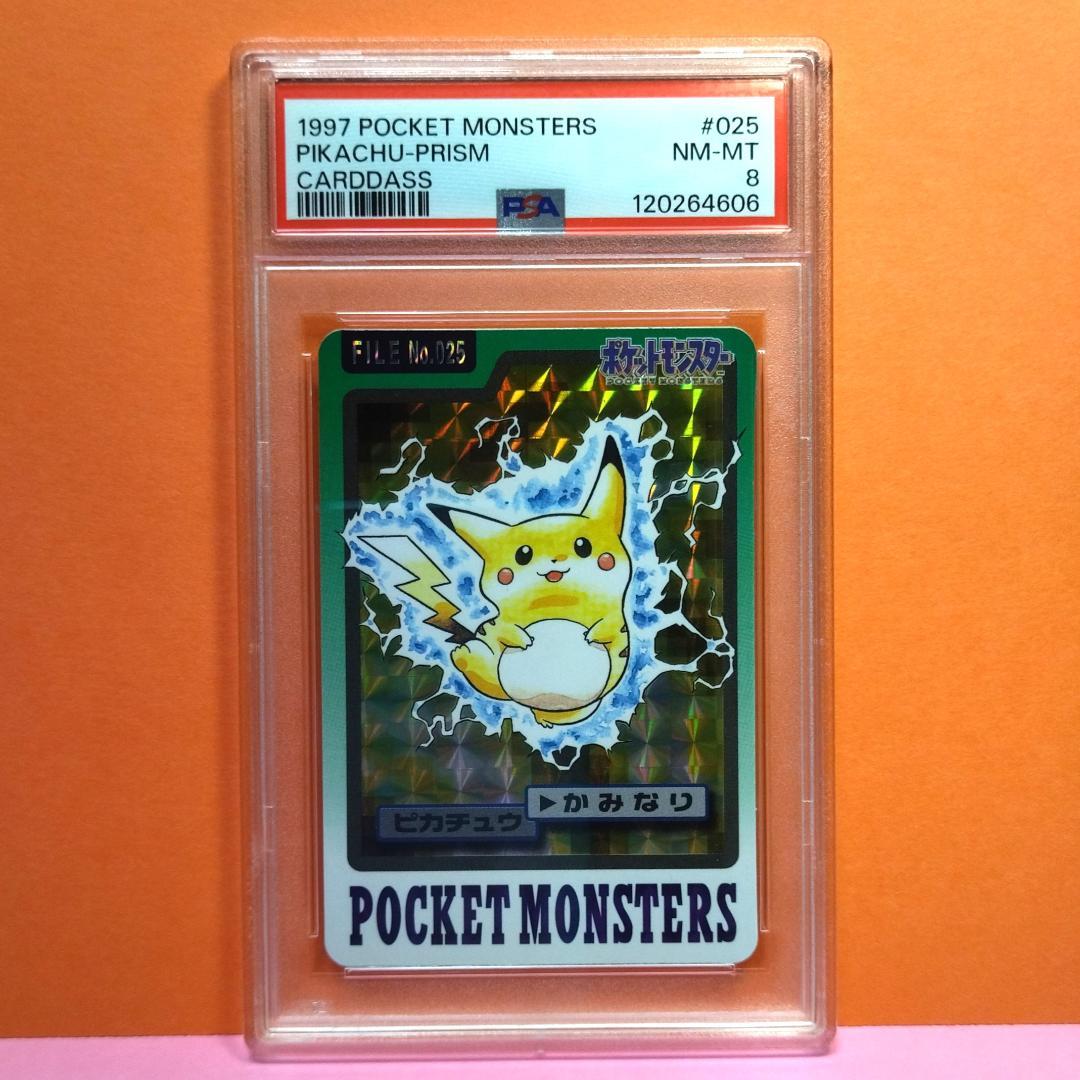 1997 POCKET MONSTERS #025
PIKACHU-PRISM NM-MT
CARDDASS 8
PSA 120264606
FILE No.025
ポケットモンスター
POCKET MONSTERS
▶かみなり
ピカチュウ
POCKET MONSTERS